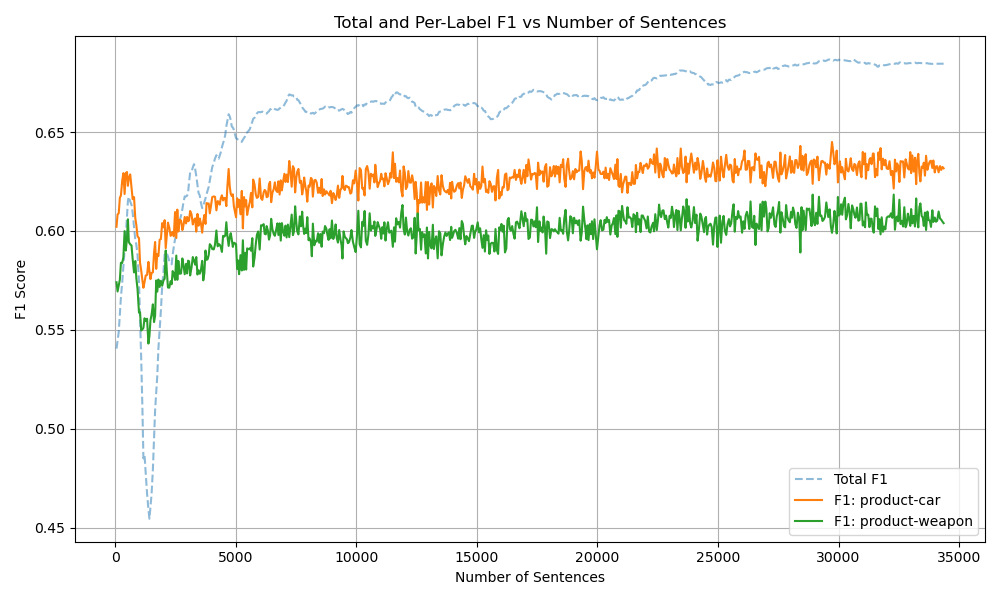 Total and Per-Label F1 vs Number of Sentences
F1 Score
0.65
0.60
0.55
0.50
0.45
0 5000 10000 15000 20000 25000 30000 35000
Number of Sentences
Total F1
F1: product-car
F1: product-weapon